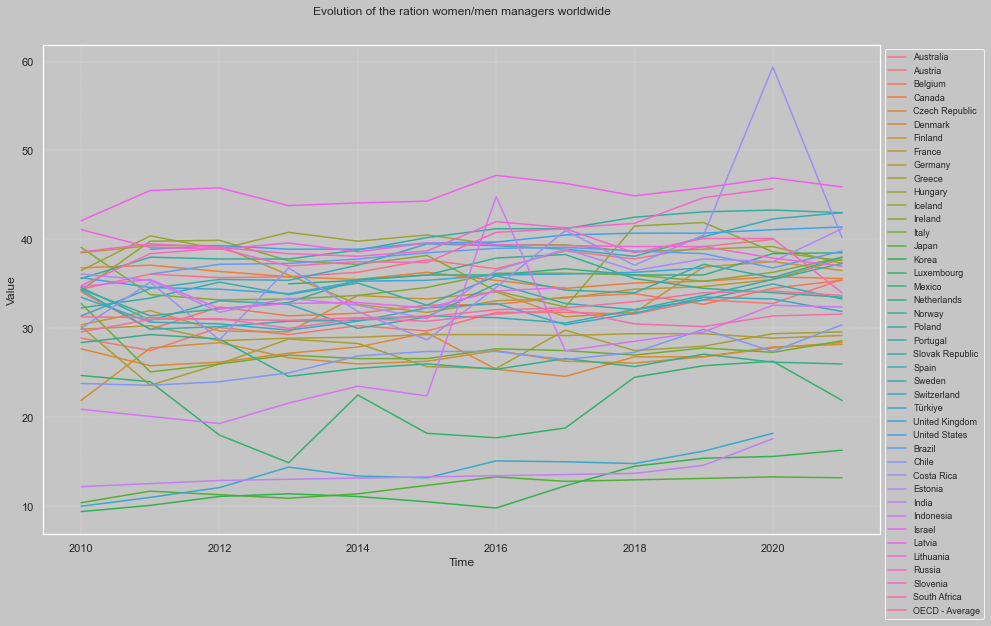 Evolution of the ration women/men managers worldwide
60
50
40
30
20
10
Value
2010
2012
2014
2016
2018
2020
Time
Australia
Austria
Belgium
Canada
Czech Republic
Denmark
Finland
France
Germany
Greece
Hungary
Iceland
Ireland
Italy
Japan
Korea
Luxembourg
Mexico
Netherlands
Norway
Poland
Portugal
Slovak Republic
Spain
Sweden
Switzerland
Türkiye
United Kingdom
United States
Brazil
Chile
Costa Rica
Estonia
India
Indonesia
Israel
Latvia
Lithuania
Russia
Slovenia
South Africa
OECD - Average